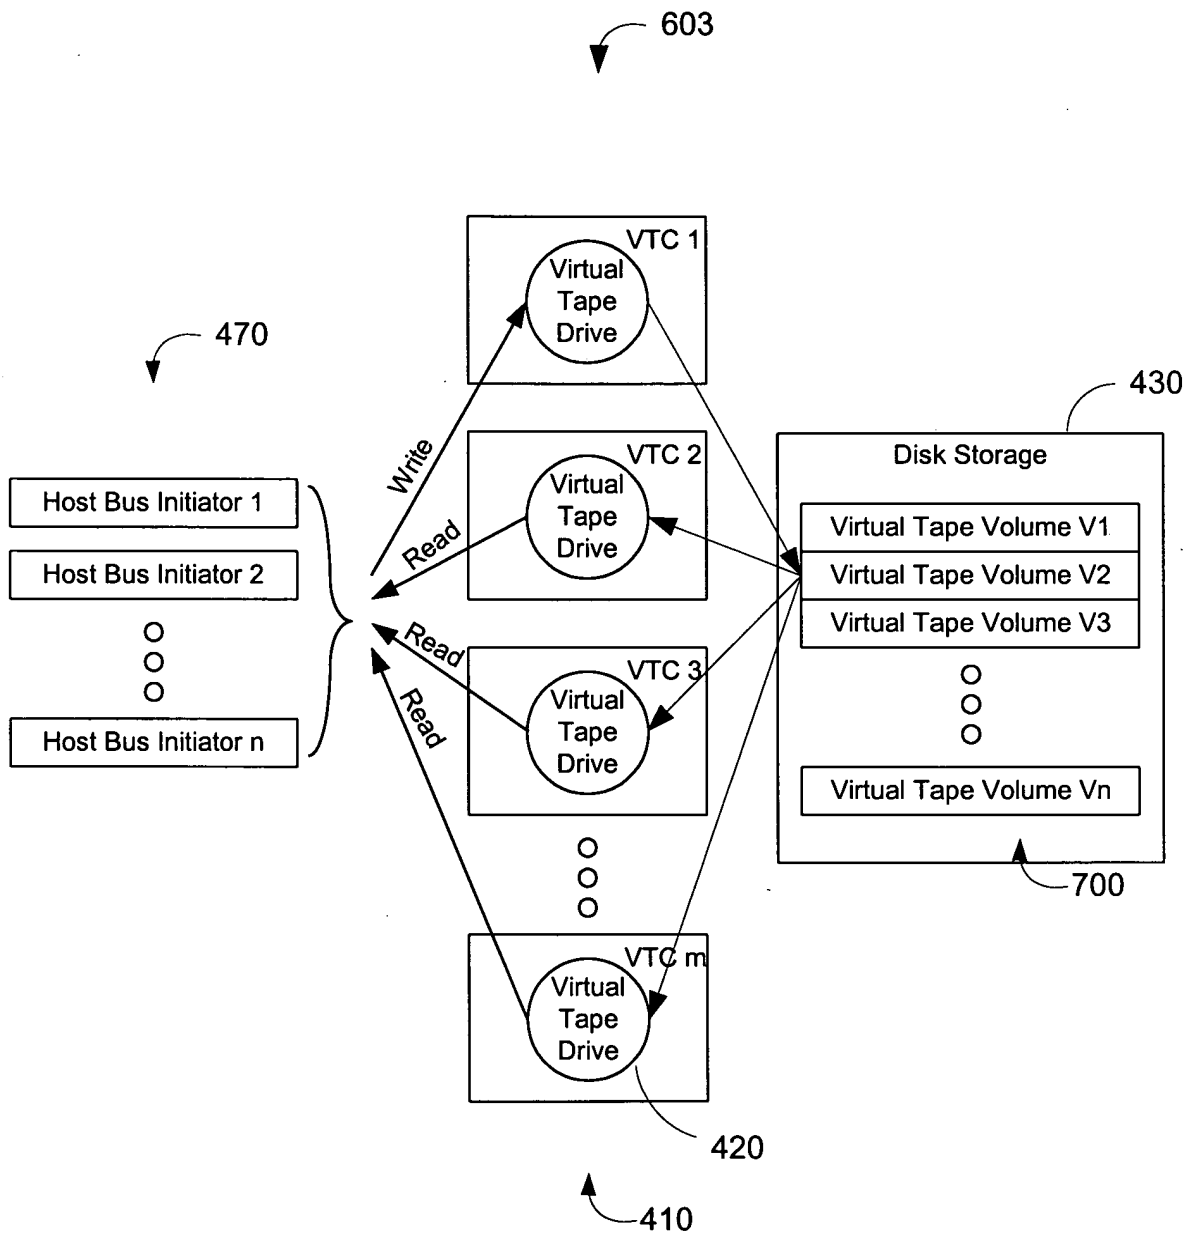 603
VTC 1
Virtual
Tape
Drive
470
430
Write
VTC 2
Disk Storage
Virtual
Tape
Drive
Host Bus Initiator 1
Read
Virtual Tape Volume V1
Host Bus Initiator 2
Virtual Tape Volume V2
Read
Virtual Tape Volume V3
VTC 3
Virtual
Tape
Drive
Read
Host Bus Initiator n
Virtual Tape Volume Vn
700
VTC m
Virtual
Tape
Drive
420
410